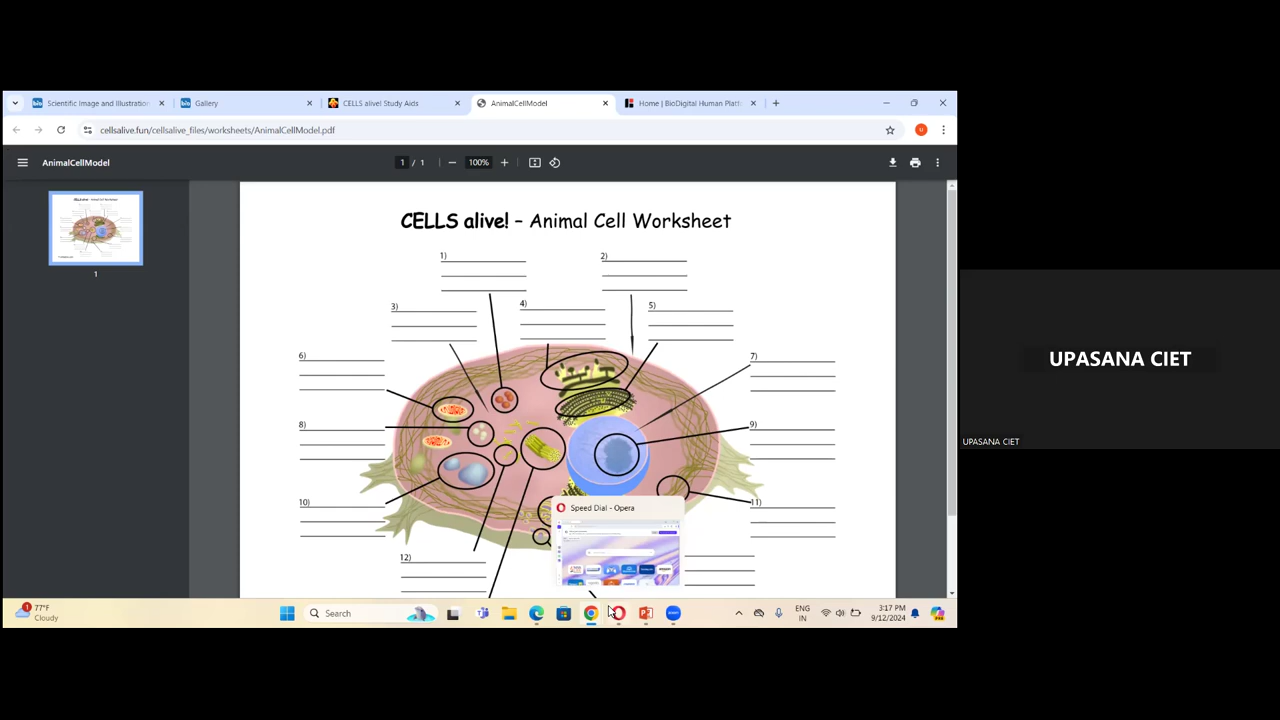 Scientific Image and Illustration
Gallery
CELLS alive! Study Aids
AnimalCellModel
Home | BioDigital Human Platf
cellsalive.fun/cellsalive_files/worksheets/AnimalCellModel.pdf
U
AnimalCellModel
1 / 1
100%
1
CELLS alive! – Animal Cell Worksheet
1)
2)
3)
4)
5)
6)
7)
8)
9)
10)
11)
12)
Speed Dial - Opera
UPASANA CIET
UPASANA CIET
1
77°F
Cloudy
Search
ENG
IN
3:17 PM
9/12/2024